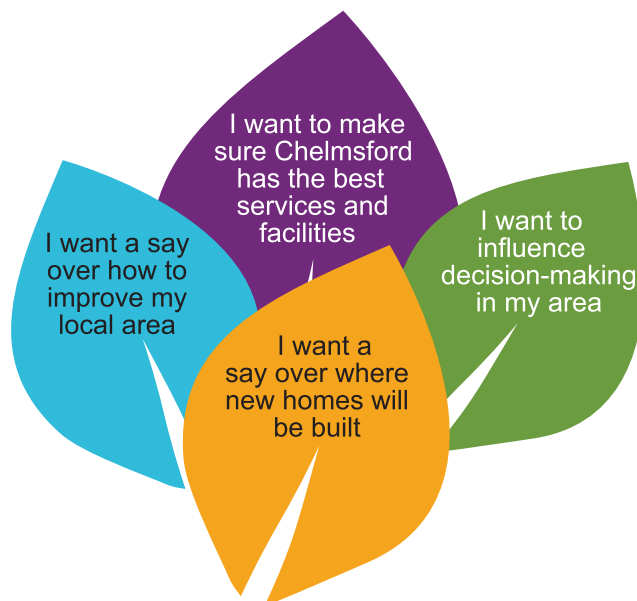 I want to make
sure Chelmsford
has the best
services and
facilities
I want a say
over how to
improve my
local area
I want to
influence
decision-making
in my area
I want a
say over where
new homes will
be built